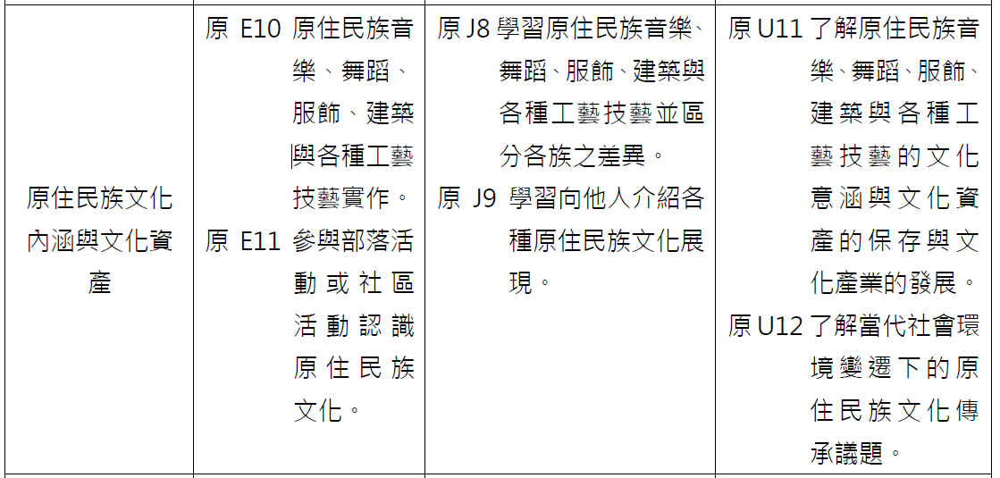 原住民族文化
內涵與文化資
產
原 E10 原住民族音
樂、舞蹈、
服飾、建築
與各種工藝
技藝實作。
原 E11 參與部落活
動或社區
活動認識
原住民族
文化。
原 J8 學習原住民族音樂、
舞蹈、服飾、建築與
各種工藝技藝並區
分各族之差異。
原 J9 學習向他人介紹各
種原住民族文化展
現。
原 U11 了解原住民族音
樂、舞蹈、服飾、
建築與各種工
藝技藝的文化
意涵與文化資
產的保存與文
化產業的發展。
原 U12 了解當代社會環
境變遷下的原
住民族文化傳
承議題。